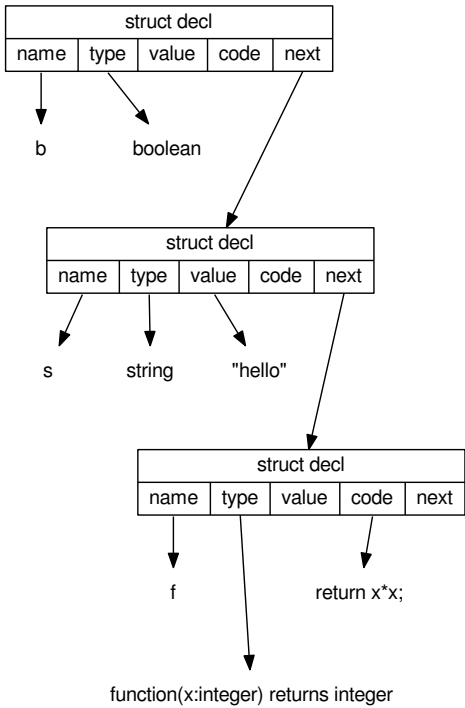 struct decl
name type value code next
b boolean
struct decl
name type value code next
s string "hello"
struct decl
name type value code next
f return x*x;
function(x:integer) returns integer